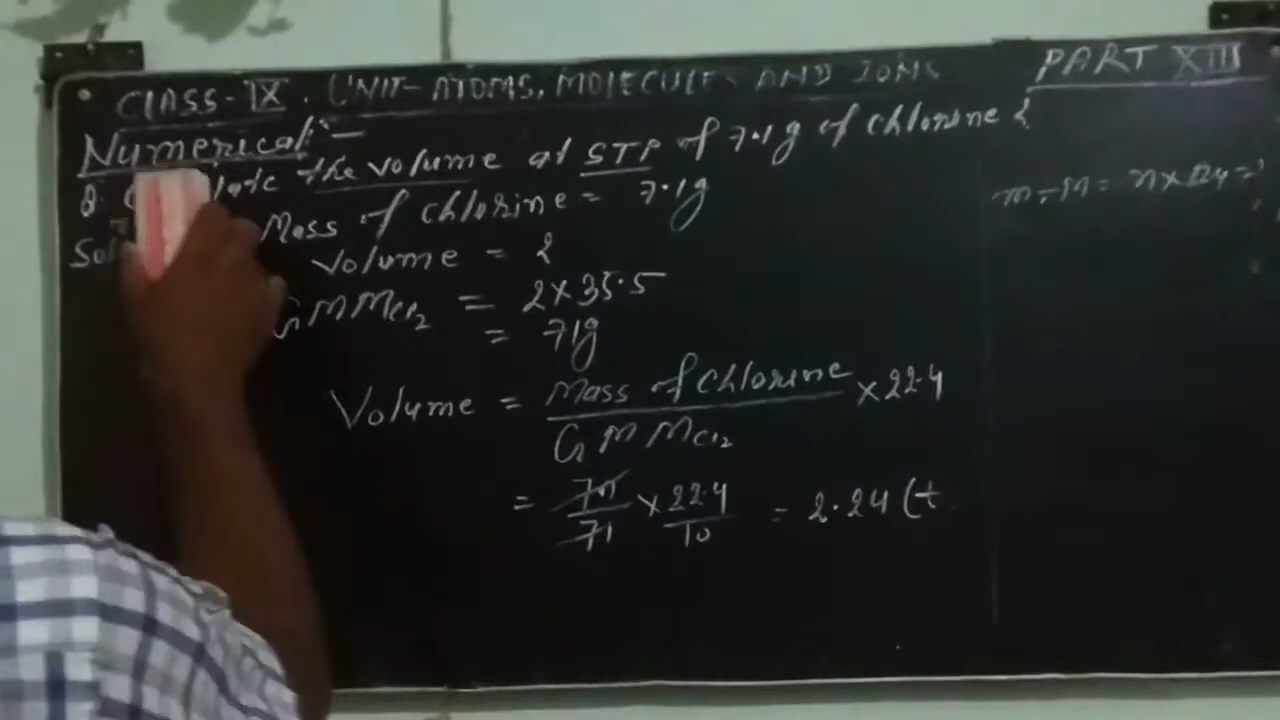 CLASS-IX. UNIT-ATOMS, MOLECULES AND IONS
PART XIII
Numerical:-
Q. the volume at STP of 7.1g of chlorine
Mass of chlorine = 7.1g
Volume = ?
GMMCl2 = 2×35.5
= 71g
Volume = Mass of Chlorine / GMMCl2 × 22.4
= 71/71 × 22.4/10 = 2.24 (t